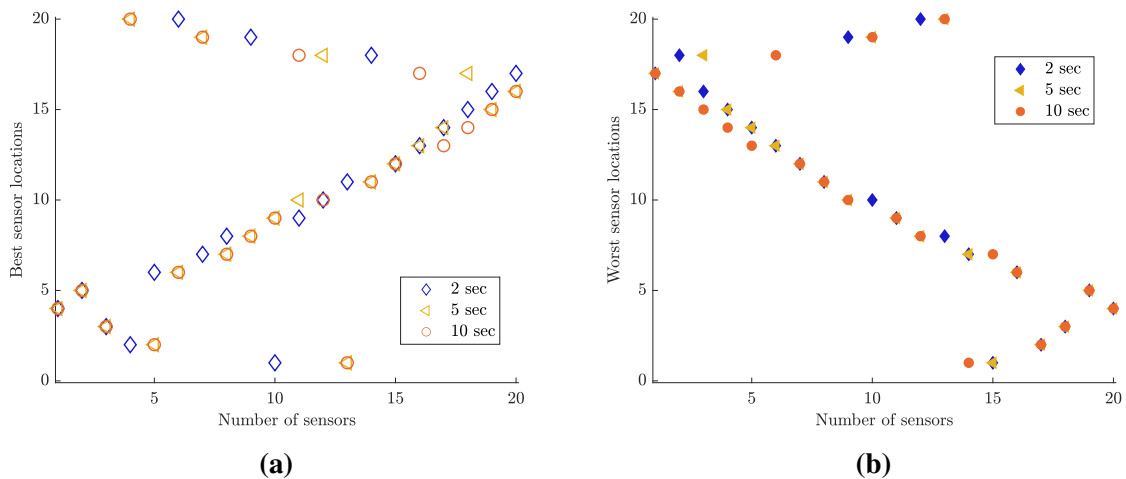 20
15
10
5
0
Best sensor locations
2 sec
5 sec
10 sec
5
10
15
20
Number of sensors
(a)
20
15
10
5
0
Worst sensor locations
2 sec
5 sec
10 sec
5
10
15
20
Number of sensors
(b)